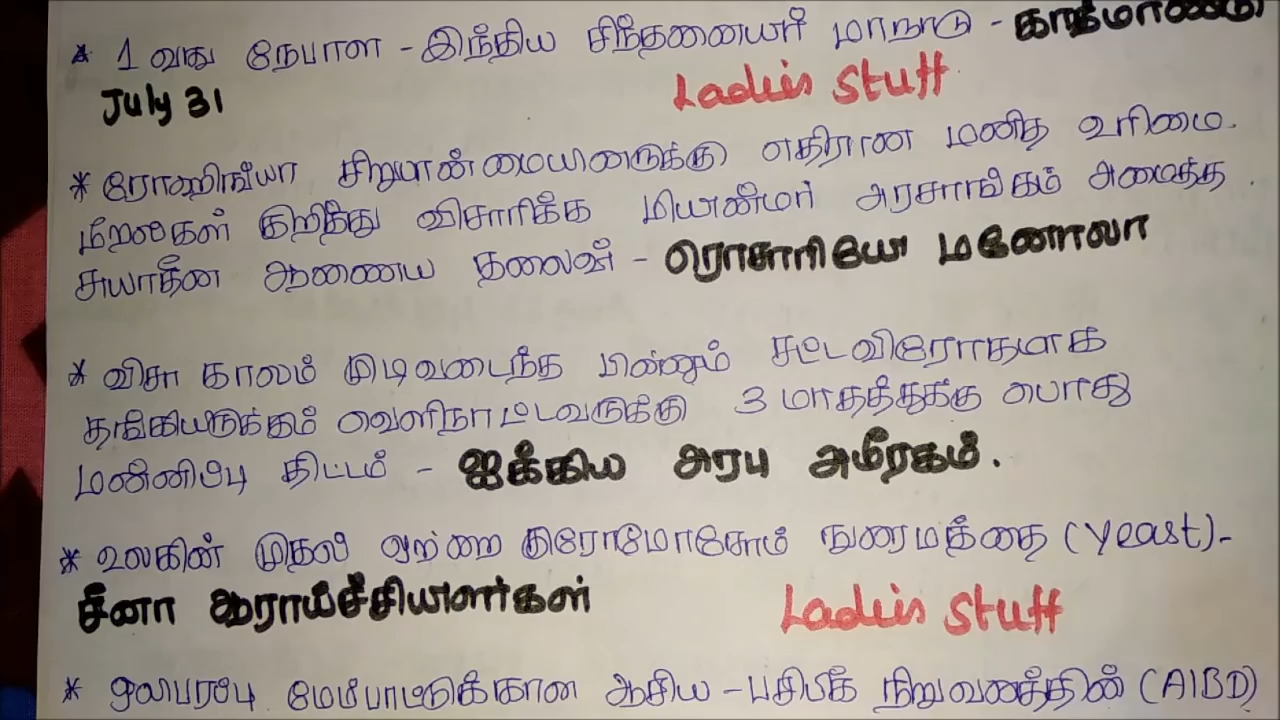 * 1 வது நேபாள - இந்திய சிந்தனையர் மாநாடு - காத்மாண்டு
July 31 Ladies Stuff
* ரோஹிங்யா சிறுபான்மையினருக்கு எதிரான மனித உரிமை
மீறல்கள் குறித்து விசாரிக்க மியான்மர் அரசாங்கம் அமைத்த
சுயாதீன ஆணைய தலைவர் - ரொசாரியோ மனோலா
* விசா காலம் முடிவடைந்த பின்னும் சட்டவிரோதமாக
தங்கியிருக்கும் வெளிநாட்டவருக்கு 3 மாதத்துக்கு பொது
மன்னிப்பு திட்டம் - ஐக்கிய அரபு அமீரகம்.
* உலகின் முதல் ஒற்றை குரோமோசோம் நுரைமத்தை (yeast)-
சீனா ஆராய்ச்சியாளர்கள் Ladies Stuff
* ஒலிபரப்பு மேம்பாட்டுக்கான ஆசிய - பசிபிக் நிறுவனத்தின் (AIBD)